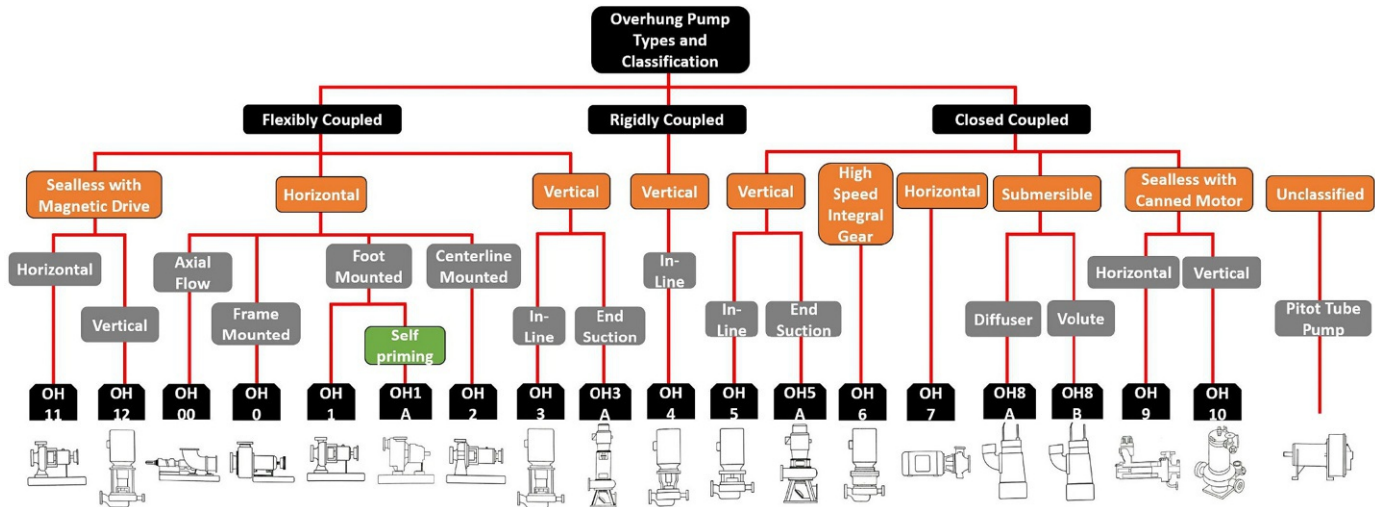 Overhung Pump
Types and
Classification
Flexibly Coupled
Rigidly Coupled
Closed Coupled
Sealless with
Magnetic Drive
Horizontal
Vertical
Vertical
Vertical
High
Speed
Integral
Gear
Horizontal
Submersible
Sealless with
Canned Motor
Unclassified
Horizontal
Vertical
Axial
Flow
Frame
Mounted
Foot
Mounted
Self
priming
Centerline
Mounted
In-
Line
End
Suction
In-
Line
In-
Line
End
Suction
Diffuser
Volute
Horizontal
Vertical
Pitot Tube
Pump
OH
11
OH
12
OH
00
OH
0
OH
1
OH1
A
OH
2
OH
3
OH3
A
OH
4
OH
5
OH5
A
OH
6
OH
7
OH8
A
OH8
B
OH
9
OH
10